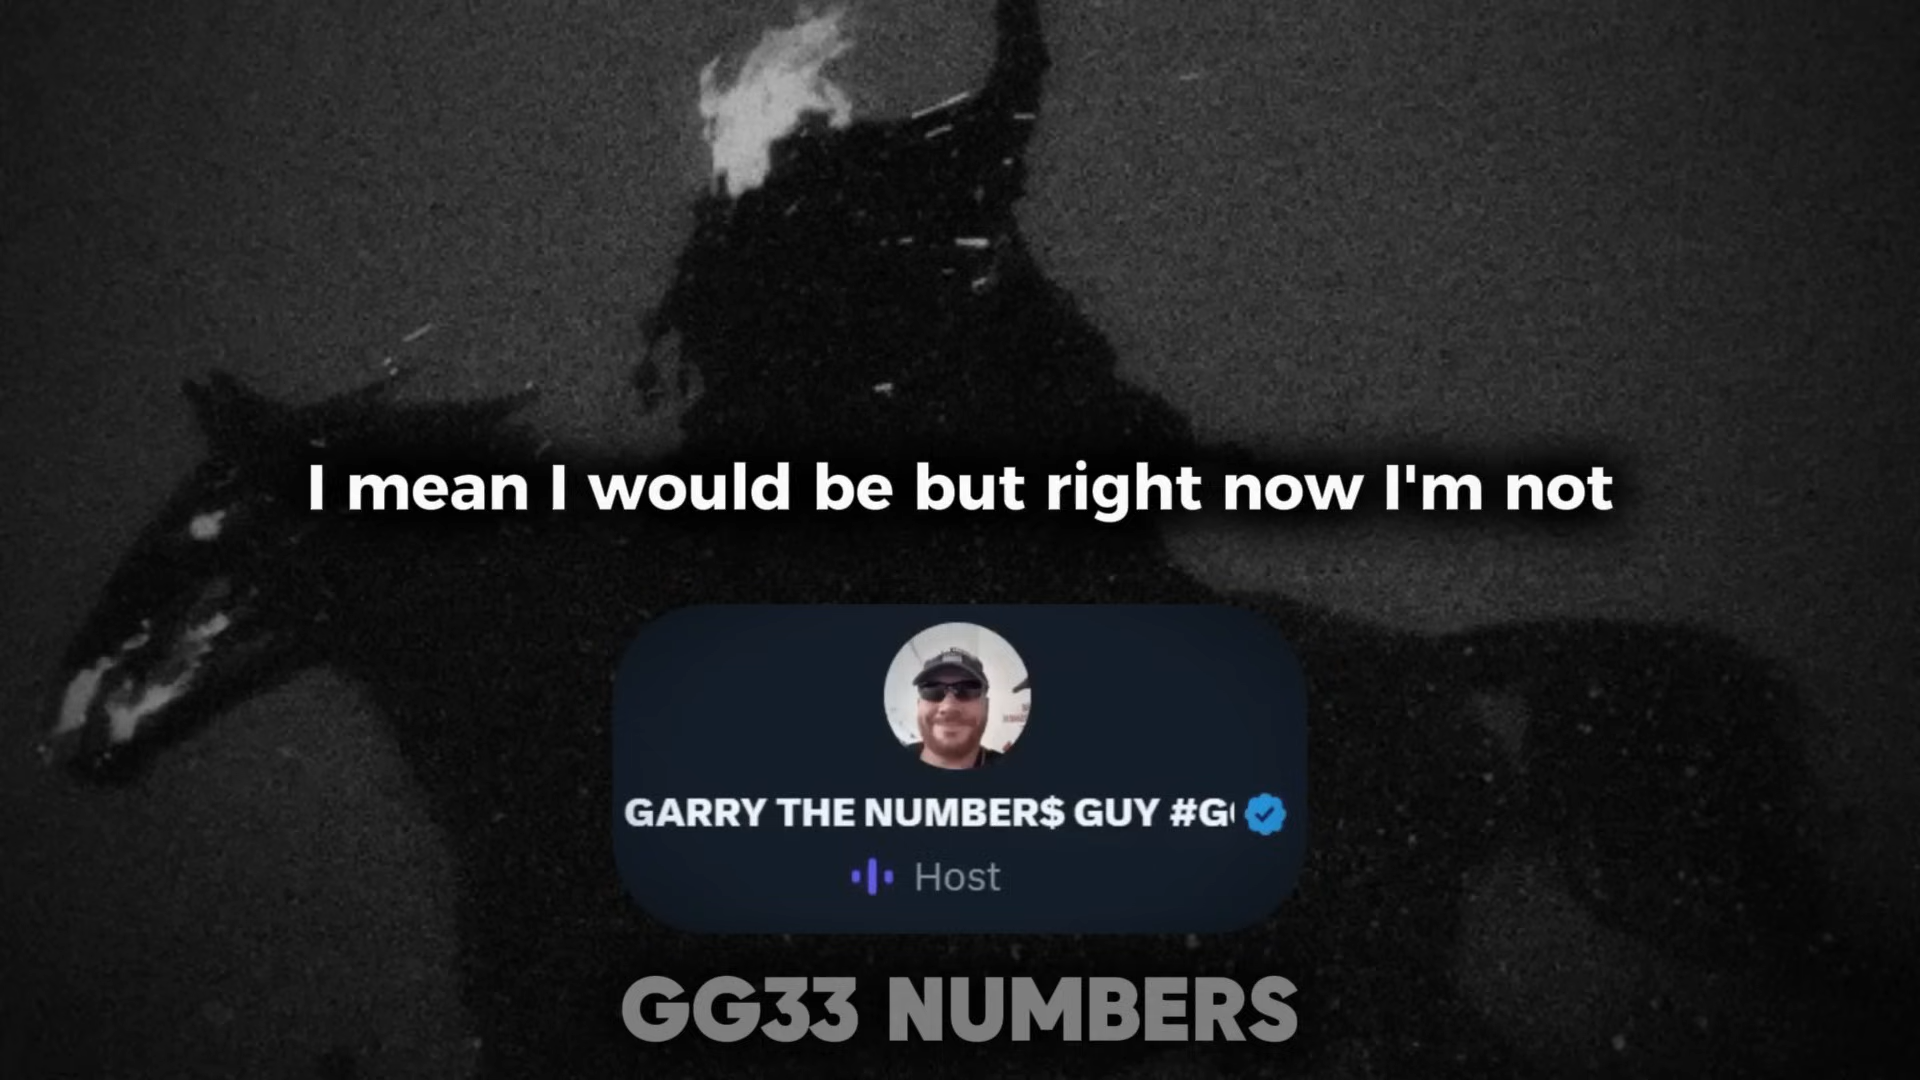 I mean I would be but right now I'm not
GARRY THE NUMBER$ GUY #G
Host
GG33 NUMBERS